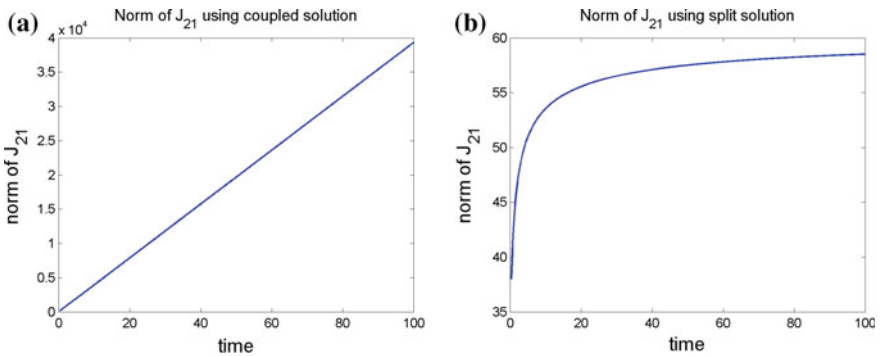 (a)
Norm of J21 using coupled solution
x 10^4
4
3.5
3
2.5
2
1.5
1
0.5
0
norm of J21
0 20 40 60 80 100
time
(b)
Norm of J21 using split solution
60
55
50
45
40
35
norm of J21
0 20 40 60 80 100
time